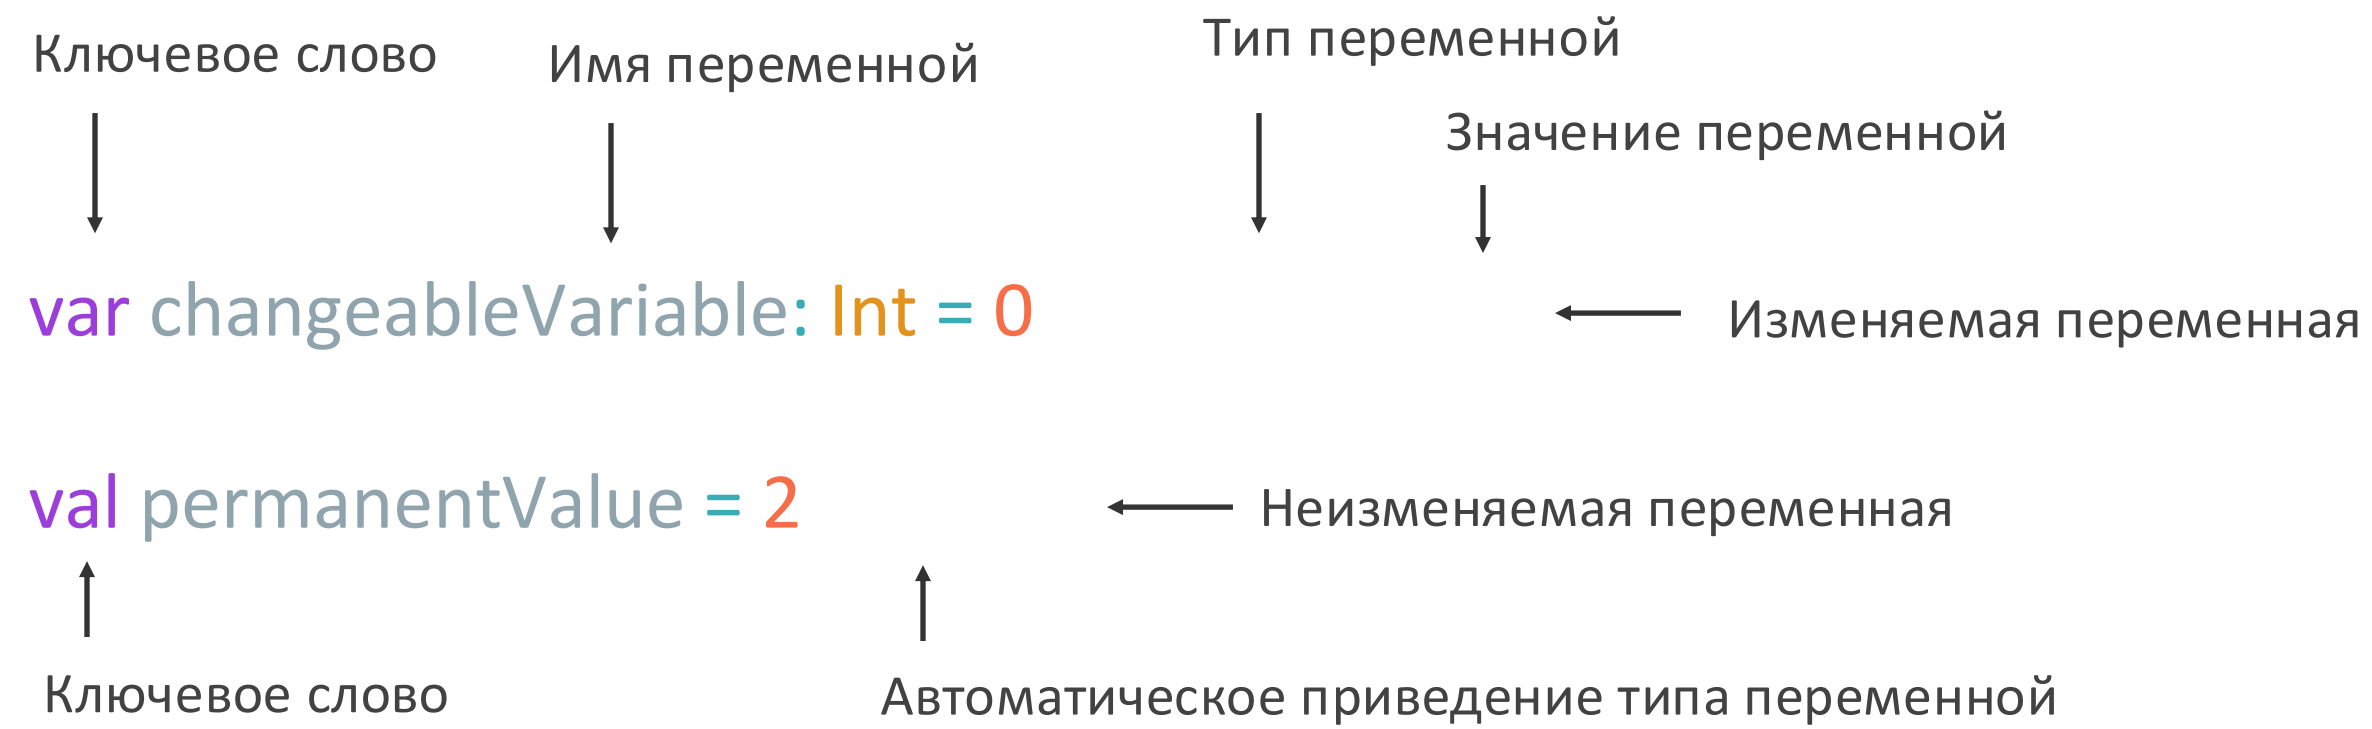 Ключевое слово
Имя переменной
Тип переменной
Значение переменной
var changeableVariable: Int = 0
Изменяемая переменная
val permanentValue = 2
Неизменяемая переменная
Ключевое слово
Автоматическое приведение типа переменной